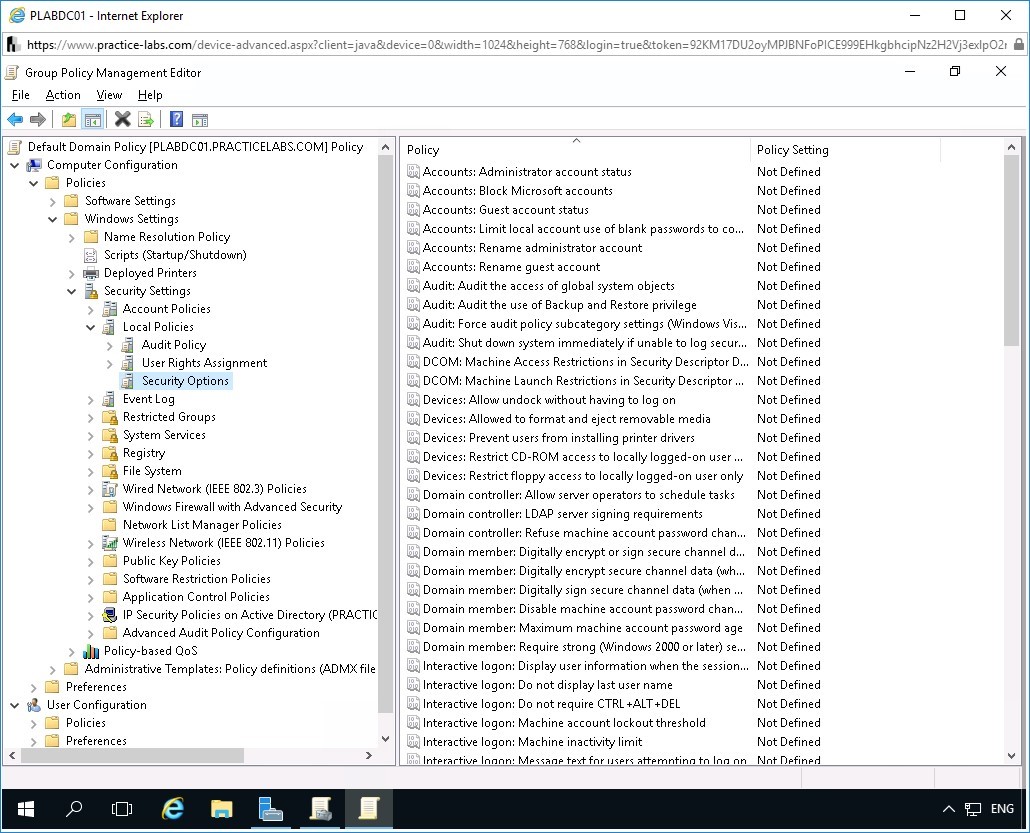 PLABDC01 - Internet Explorer
https://www.practice-labs.com/device-advanced.aspx?client=java&device=0&width=1024&height=768&login=true&token=92KM17DU2oyMPJBNFoPICE999EHkgbhcipNz2H2Vj3exIpO2r
Group Policy Management Editor
File Action View Help
Default Domain Policy [PLABDC01.PRACTICELABS.COM] Policy
Computer Configuration
Policies
Software Settings
Windows Settings
Name Resolution Policy
Scripts (Startup/Shutdown)
Deployed Printers
Security Settings
Account Policies
Local Policies
Audit Policy
User Rights Assignment
Security Options
Event Log
Restricted Groups
System Services
Registry
File System
Wired Network (IEEE 802.3) Policies
Windows Firewall with Advanced Security
Network List Manager Policies
Wireless Network (IEEE 802.11) Policies
Public Key Policies
Software Restriction Policies
Application Control Policies
IP Security Policies on Active Directory (PRACTIC
Advanced Audit Policy Configuration
Policy-based QoS
Administrative Templates: Policy definitions (ADMX file
Preferences
User Configuration
Policies
Preferences
Policy Policy Setting
Accounts: Administrator account status Not Defined
Accounts: Block Microsoft accounts Not Defined
Accounts: Guest account status Not Defined
Accounts: Limit local account use of blank passwords to co... Not Defined
Accounts: Rename administrator account Not Defined
Accounts: Rename guest account Not Defined
Audit: Audit the access of global system objects Not Defined
Audit: Audit the use of Backup and Restore privilege Not Defined
Audit: Force audit policy subcategory settings (Windows Vis... Not Defined
Audit: Shut down system immediately if unable to log secur... Not Defined
DCOM: Machine Access Restrictions in Security Descriptor D... Not Defined
DCOM: Machine Launch Restrictions in Security Descriptor ... Not Defined
Devices: Allow undock without having to log on Not Defined
Devices: Allowed to format and eject removable media Not Defined
Devices: Prevent users from installing printer drivers Not Defined
Devices: Restrict CD-ROM access to locally logged-on user ... Not Defined
Devices: Restrict floppy access to locally logged-on user only Not Defined
Domain controller: Allow server operators to schedule tasks Not Defined
Domain controller: LDAP server signing requirements Not Defined
Domain controller: Refuse machine account password chan... Not Defined
Domain member: Digitally encrypt or sign secure channel d... Not Defined
Domain member: Digitally encrypt secure channel data (wh... Not Defined
Domain member: Digitally sign secure channel data (when ... Not Defined
Domain member: Disable machine account password chan... Not Defined
Domain member: Maximum machine account password age Not Defined
Domain member: Require strong (Windows 2000 or later) se... Not Defined
Interactive logon: Display user information when the session... Not Defined
Interactive logon: Do not display last user name Not Defined
Interactive logon: Do not require CTRL+ALT+DEL Not Defined
Interactive logon: Machine account lockout threshold Not Defined
Interactive logon: Machine inactivity limit Not Defined
Interactive logon: Message text for users attempting to log on Not Defined
ENG